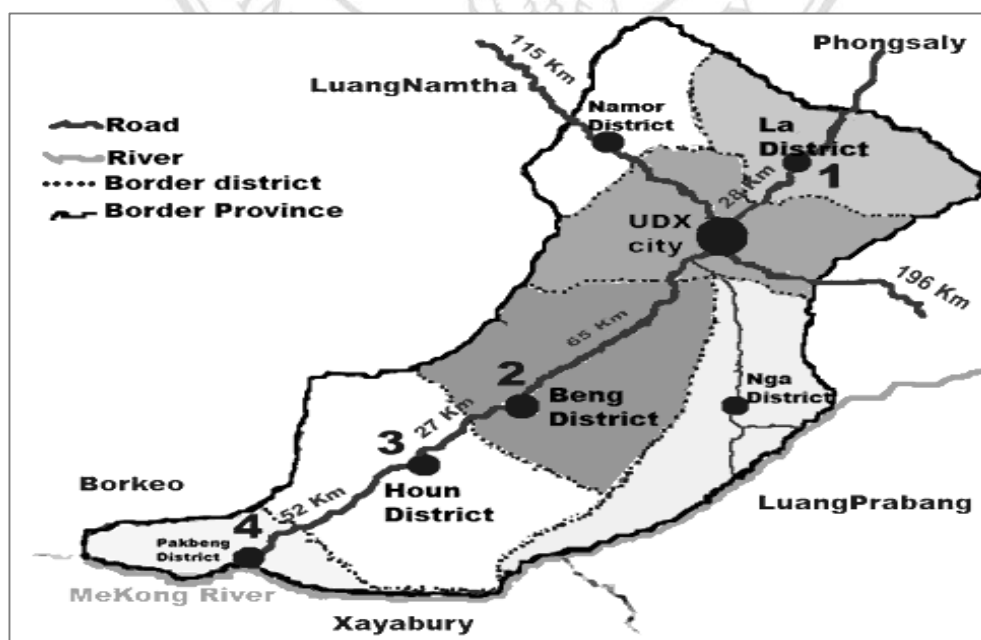 115 Km
Phongsaly
LuangNamtha
Namor
District
Road
River
Border district
Border Province
La
District
1
28 Km
UDX
city
196 Km
65 Km
2
Beng
District
Nga
District
27 Km
3
Houn
District
Borkeo
LuangPrabang
52 Km
4
Pakbeng
District
MeKong River
Xayabury